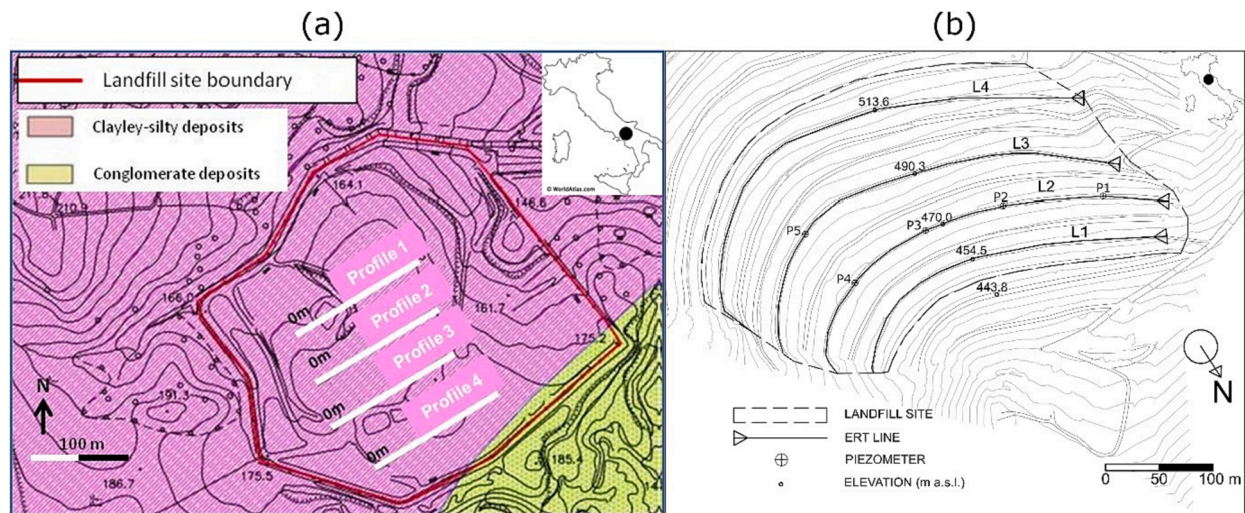 (a)
(b)
Landfill site boundary
Clayley-silty deposits
Conglomerate deposits
© WorldAtlas.com
164.1
146.6
210.9
166.0
161.7
175.2
191.3
175.5
186.7
185.4
Profile 1
0m
Profile 2
0m
Profile 3
0m
Profile 4
0m
N
100 m
513.6
L4
L3
490.3
L2
P1
P2
P5
P3
470.0
L1
454.5
P4
443.8
N
LANDFILL SITE
ERT LINE
PIEZOMETER
ELEVATION (m a.s.l.)
0 50 100 m